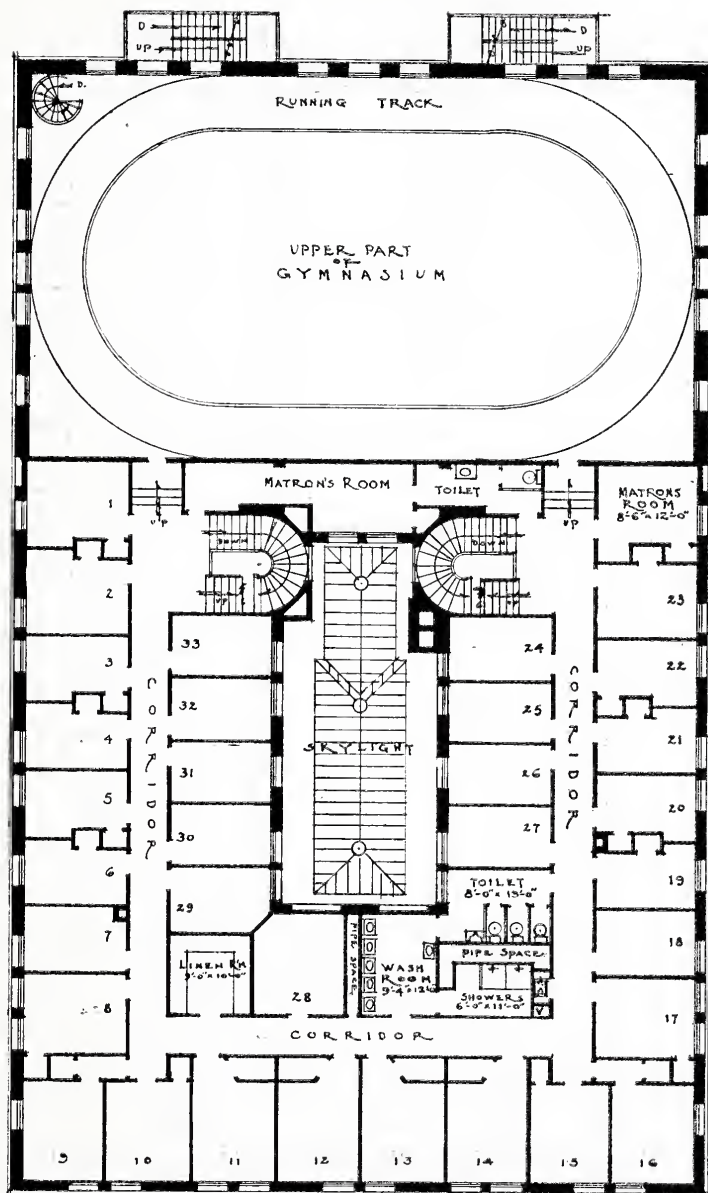 D
UP
D
UP
D.
RUNNING TRACK
UPPER PART
OF
GYMNASIUM
MATRON'S ROOM
TOILET
MATRONS
ROOM
8'-6" x 12'-0"
1
UP
UP
DOWN
DOWN
UP
2
23
33
24
3
22
CORRIDOR
CORRIDOR
32
25
4
21
SKYLIGHT
31
26
5
20
30
27
6
19
TOILET
8'-0" x 13'-0"
29
7
18
PIPE SPACE
PIPE SPACE
LINEN RM.
WASH
ROOM
28
SHOWERS
6'-0" x 11'-0"
8
17
CORRIDOR
9
10
11
12
13
14
15
16